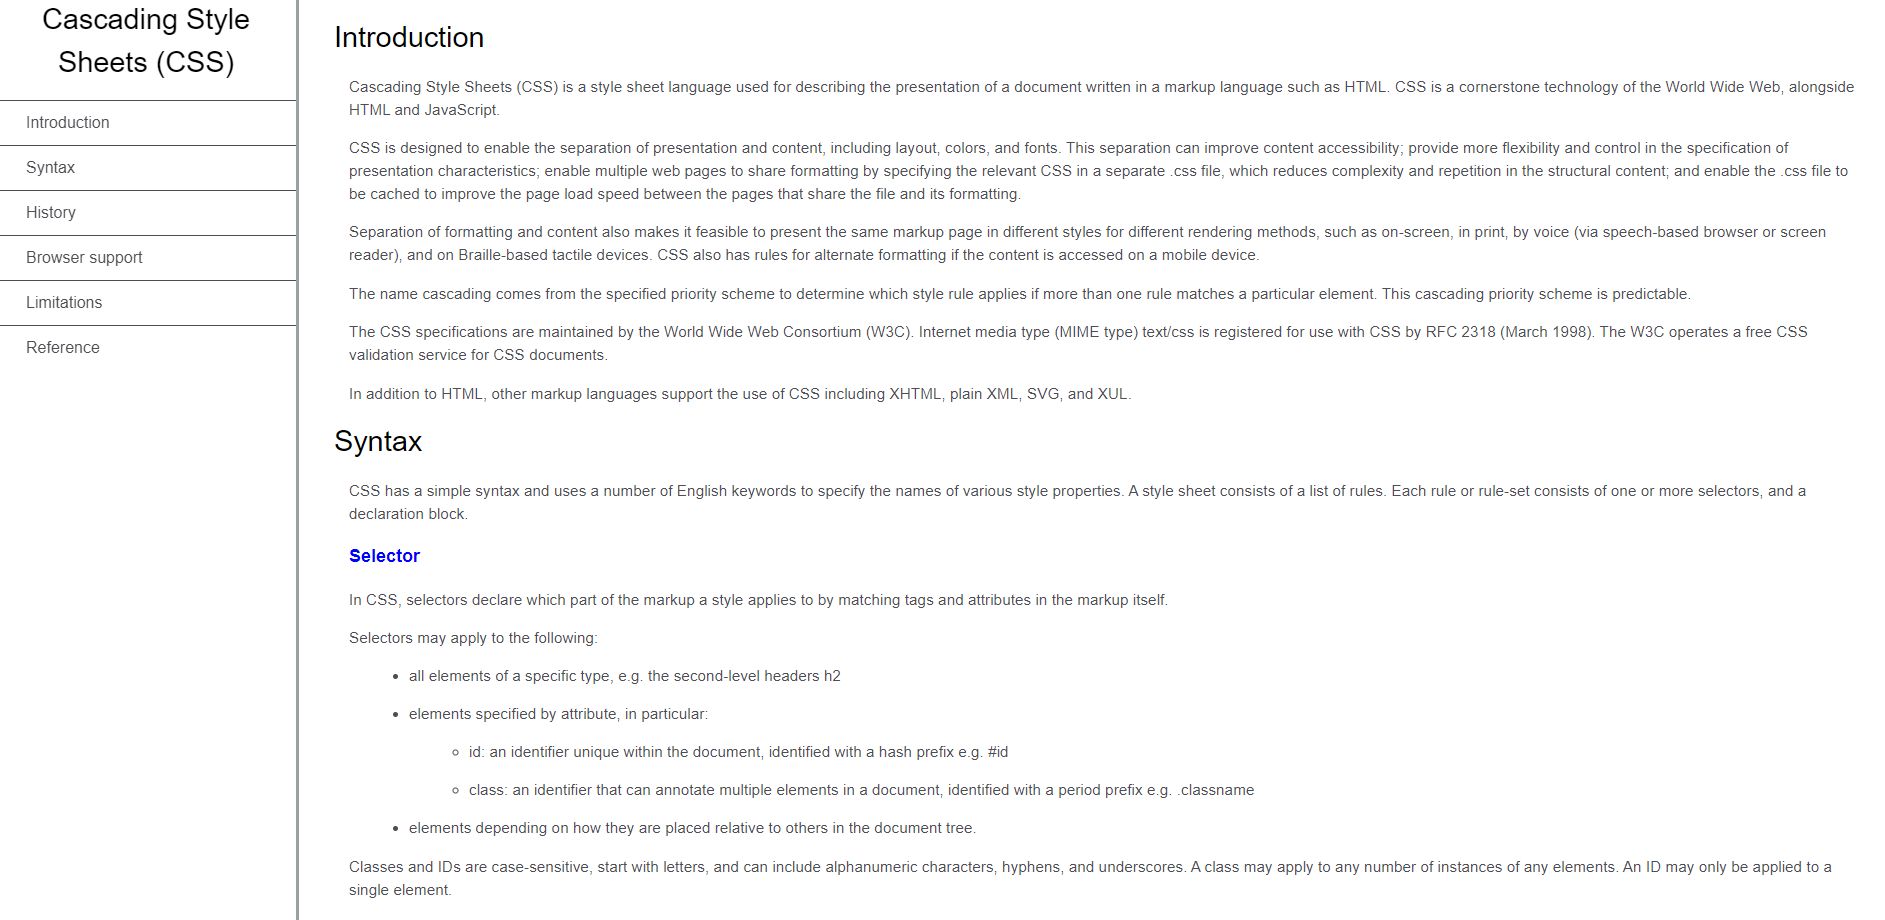 Cascading Style
Sheets (CSS)
Introduction
Syntax
History
Browser support
Limitations
Reference
Introduction
Cascading Style Sheets (CSS) is a style sheet language used for describing the presentation of a document written in a markup language such as HTML. CSS is a cornerstone technology of the World Wide Web, alongside
HTML and JavaScript.
CSS is designed to enable the separation of presentation and content, including layout, colors, and fonts. This separation can improve content accessibility; provide more flexibility and control in the specification of
presentation characteristics; enable multiple web pages to share formatting by specifying the relevant CSS in a separate .css file, which reduces complexity and repetition in the structural content; and enable the .css file to
be cached to improve the page load speed between the pages that share the file and its formatting.
Separation of formatting and content also makes it feasible to present the same markup page in different styles for different rendering methods, such as on-screen, in print, by voice (via speech-based browser or screen
reader), and on Braille-based tactile devices. CSS also has rules for alternate formatting if the content is accessed on a mobile device.
The name cascading comes from the specified priority scheme to determine which style rule applies if more than one rule matches a particular element. This cascading priority scheme is predictable.
The CSS specifications are maintained by the World Wide Web Consortium (W3C). Internet media type (MIME type) text/css is registered for use with CSS by RFC 2318 (March 1998). The W3C operates a free CSS
validation service for CSS documents.
In addition to HTML, other markup languages support the use of CSS including XHTML, plain XML, SVG, and XUL.
Syntax
CSS has a simple syntax and uses a number of English keywords to specify the names of various style properties. A style sheet consists of a list of rules. Each rule or rule-set consists of one or more selectors, and a
declaration block.
Selector
In CSS, selectors declare which part of the markup a style applies to by matching tags and attributes in the markup itself.
Selectors may apply to the following:
• all elements of a specific type, e.g. the second-level headers h2
• elements specified by attribute, in particular:
◦ id: an identifier unique within the document, identified with a hash prefix e.g. #id
◦ class: an identifier that can annotate multiple elements in a document, identified with a period prefix e.g. .classname
• elements depending on how they are placed relative to others in the document tree.
Classes and IDs are case-sensitive, start with letters, and can include alphanumeric characters, hyphens, and underscores. A class may apply to any number of instances of any elements. An ID may only be applied to a
single element.